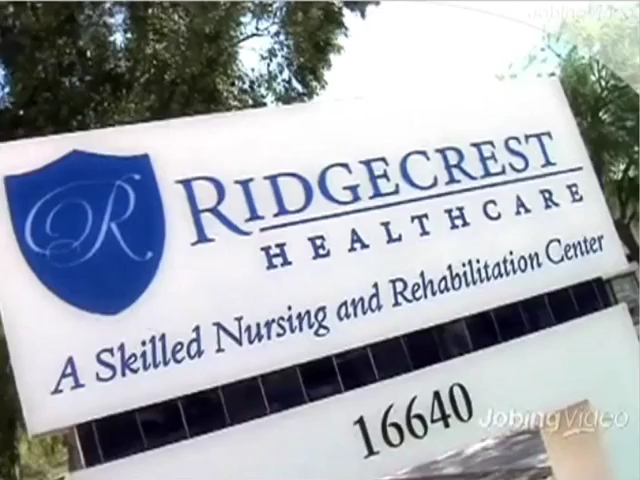 R
RIDGECREST
HEALTHCARE
A Skilled Nursing and Rehabilitation Center
16640
JobingVideo